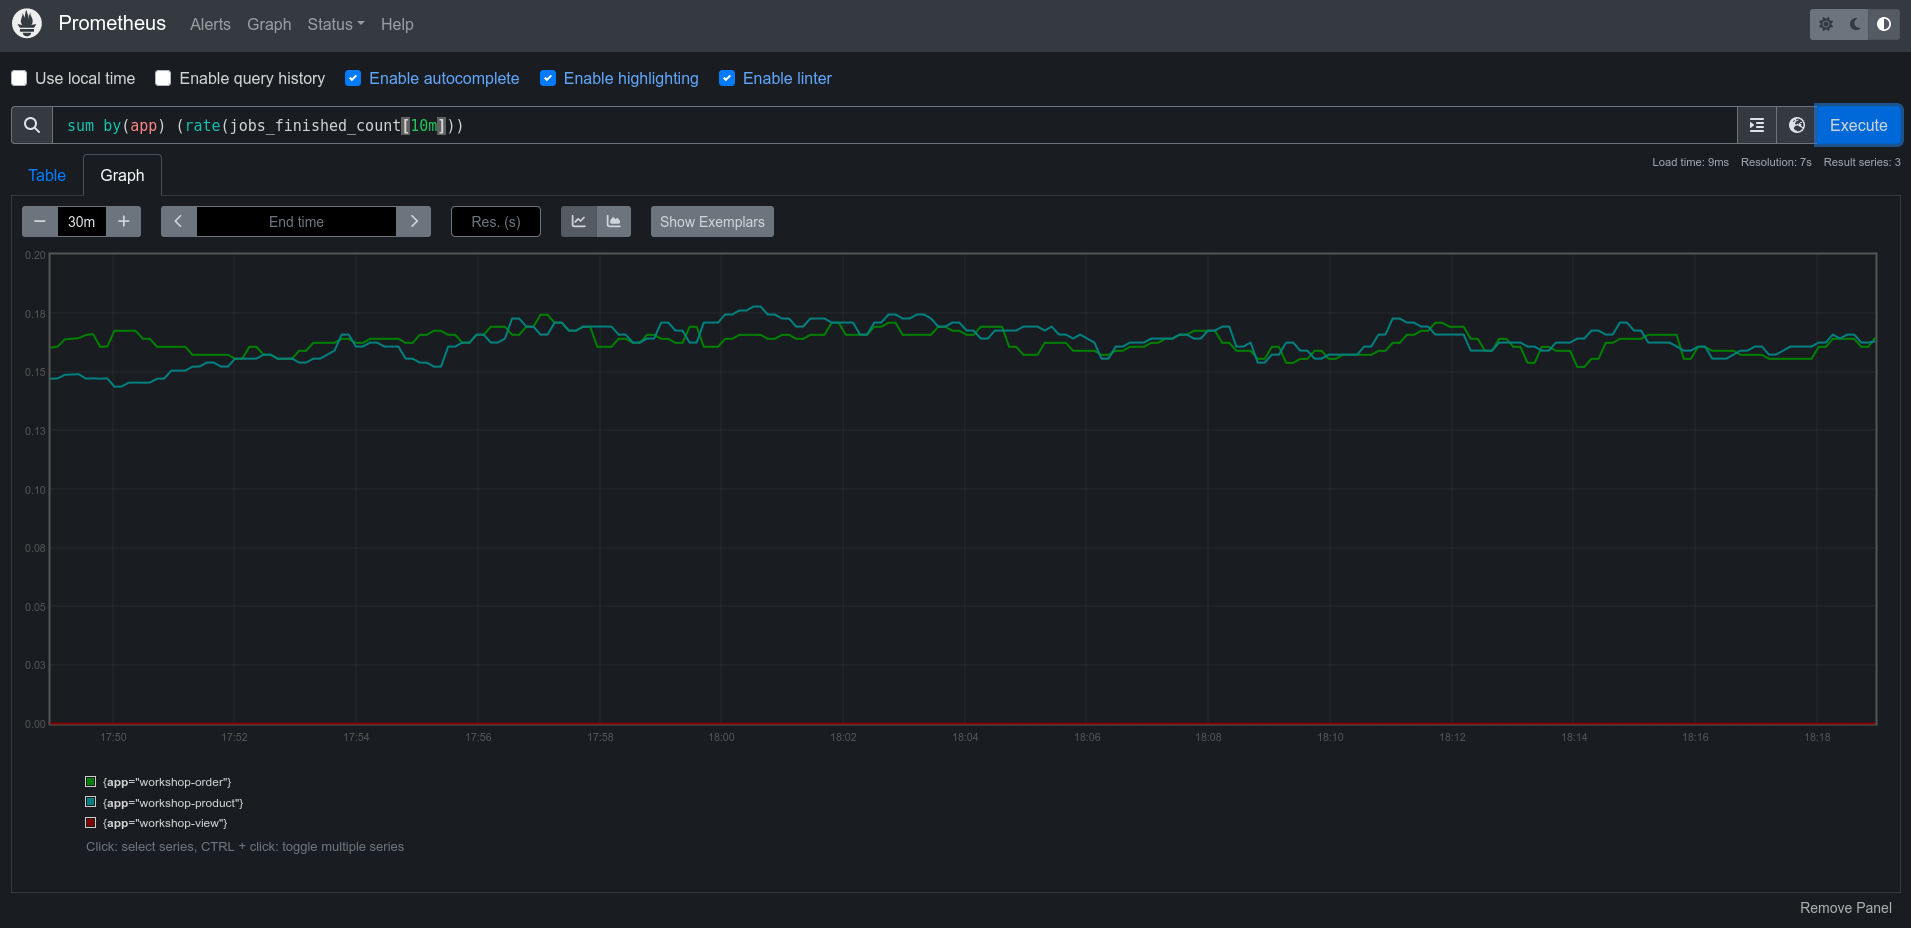 Prometheus Alerts Graph Status Help
Use local time Enable query history Enable autocomplete Enable highlighting Enable linter
sum by(app) (rate(jobs_finished_count[10m])) Execute
Load time: 9ms Resolution: 7s Result series: 3
Table Graph
30m End time Res. (s) Show Exemplars
0.20
0.18
0.15
0.13
0.10
0.08
0.05
0.03
0.00
17:50 17:52 17:54 17:56 17:58 18:00 18:02 18:04 18:06 18:08 18:10 18:12 18:14 18:16 18:18
{app="workshop-order"}
{app="workshop-product"}
{app="workshop-view"}
Click: select series, CTRL + click: toggle multiple series
Remove Panel